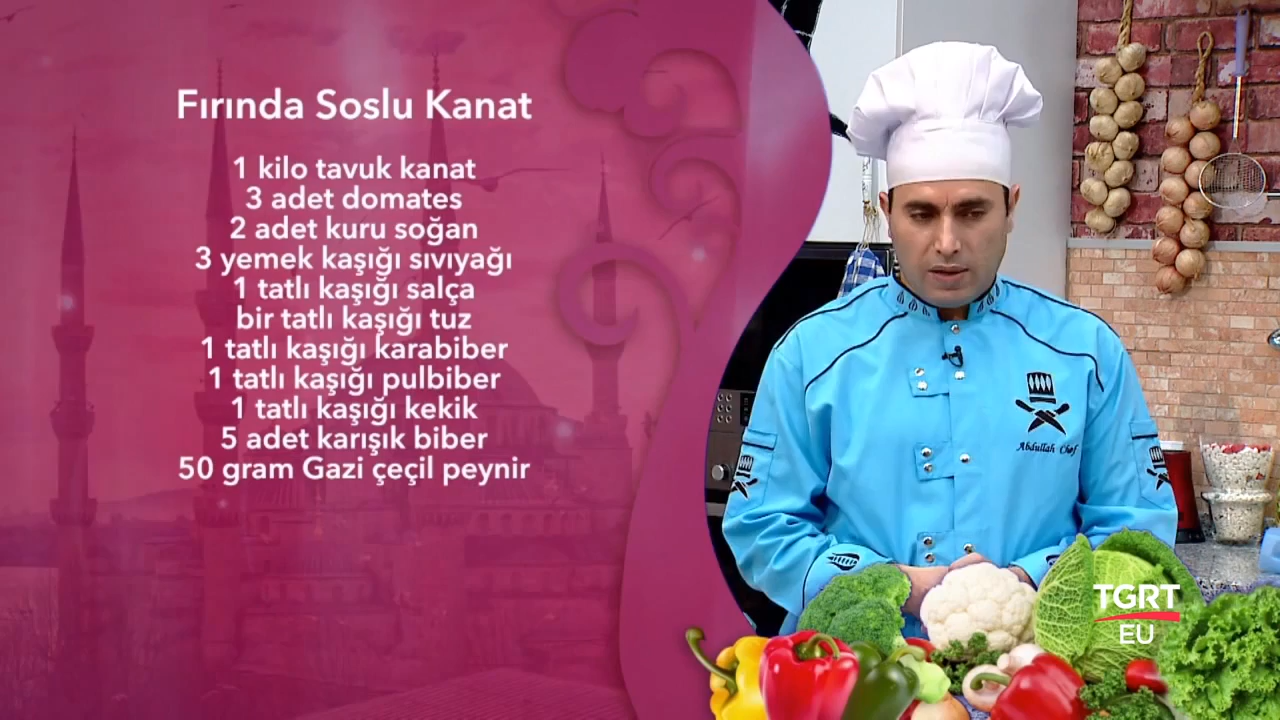 Fırında Soslu Kanat
1 kilo tavuk kanat
3 adet domates
2 adet kuru soğan
3 yemek kaşığı sıvıyağı
1 tatlı kaşığı salça
bir tatlı kaşığı tuz
1 tatlı kaşığı karabiber
1 tatlı kaşığı pulbiber
1 tatlı kaşığı kekik
5 adet karışık biber
50 gram Gazi çeçil peynir
Abdullah Chef
TGRT
EU